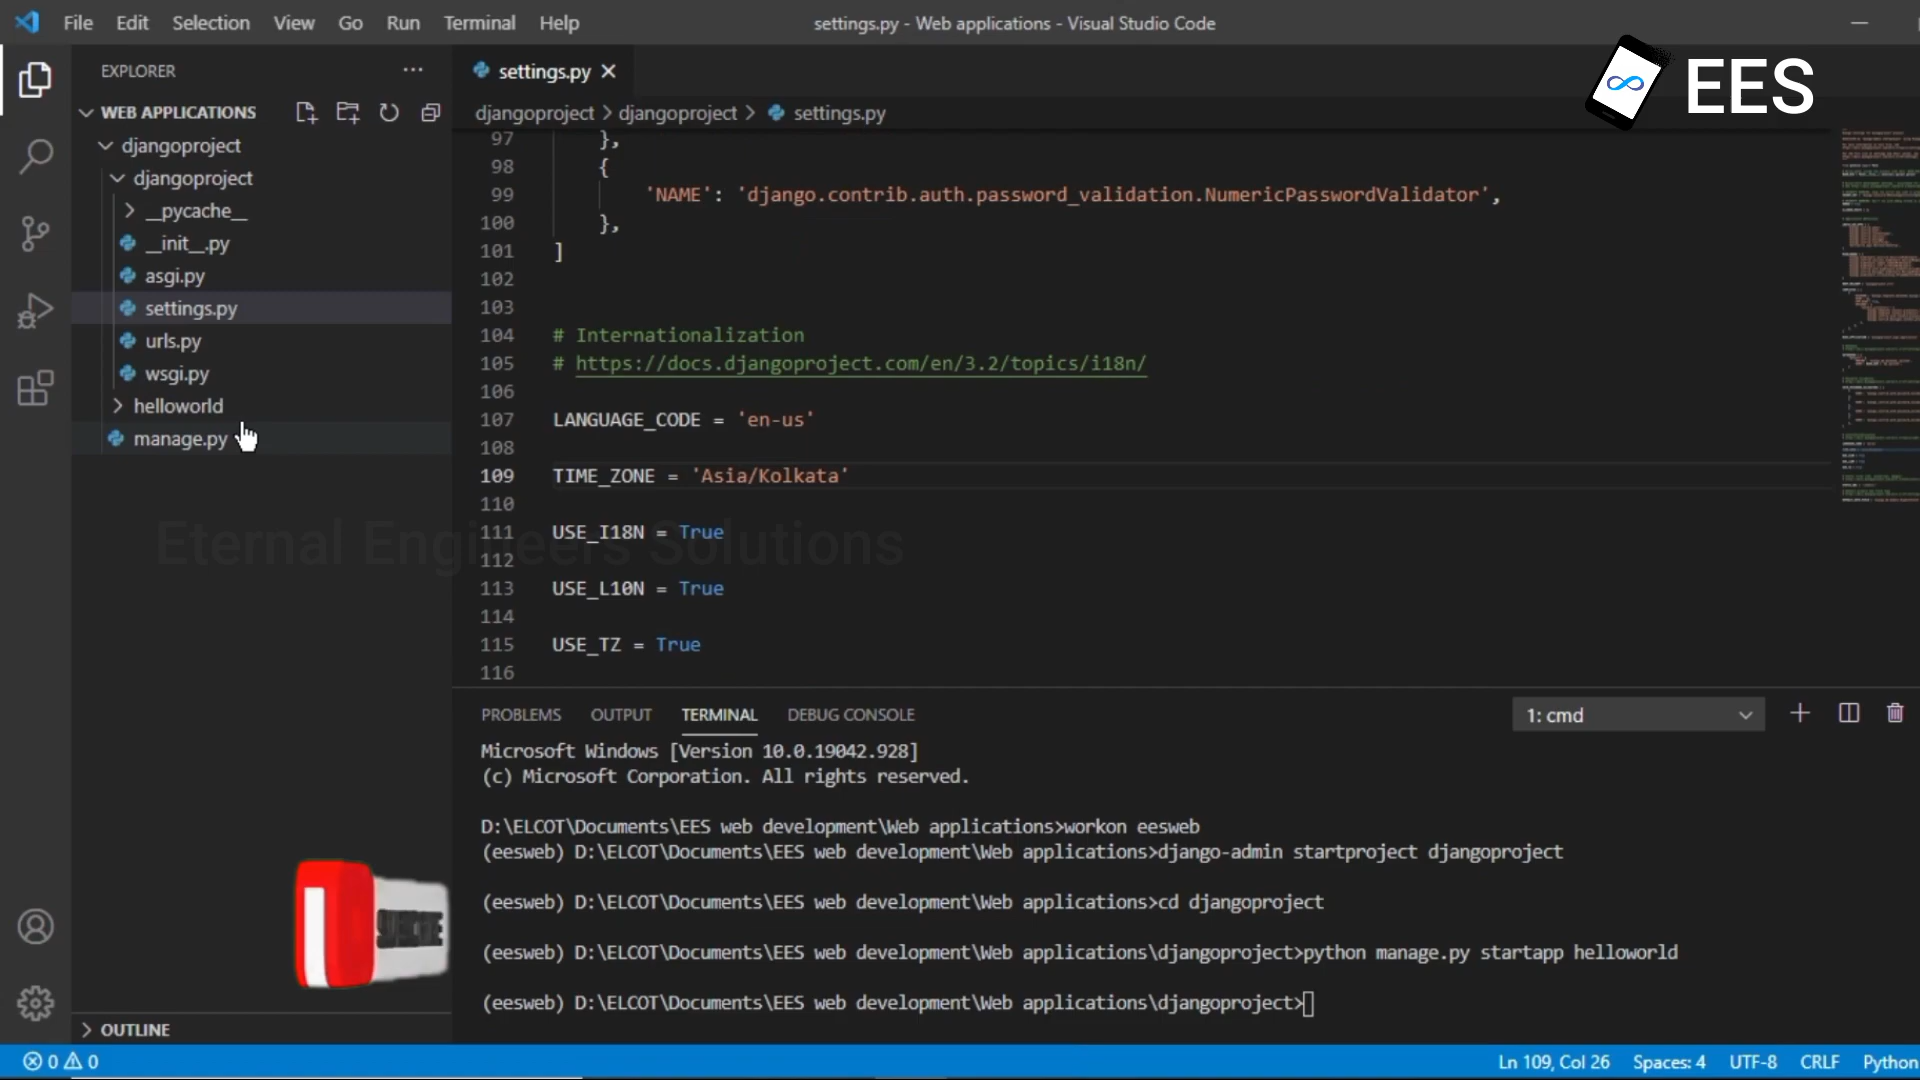 File Edit Selection View Go Run Terminal Help
settings.py - Web applications - Visual Studio Code
EES
EXPLORER
WEB APPLICATIONS
djangoproject
djangoproject
__pycache__
__init__.py
asgi.py
settings.py
urls.py
wsgi.py
helloworld
manage.py
OUTLINE
settings.py
djangoproject > djangoproject > settings.py
97 },
98 {
99 'NAME': 'django.contrib.auth.password_validation.NumericPasswordValidator',
100 },
101 ]
102
103
104 # Internationalization
105 # https://docs.djangoproject.com/en/3.2/topics/i18n/
106
107 LANGUAGE_CODE = 'en-us'
108
109 TIME_ZONE = 'Asia/Kolkata'
110
111 USE_I18N = True
112
113 USE_L10N = True
114
115 USE_TZ = True
116
Eternal Engineers Solutions
PROBLEMS OUTPUT TERMINAL DEBUG CONSOLE
1: cmd
Microsoft Windows [Version 10.0.19042.928]
(c) Microsoft Corporation. All rights reserved.
D:\ELCOT\Documents\EES web development\Web applications>workon eesweb
(eesweb) D:\ELCOT\Documents\EES web development\Web applications>django-admin startproject djangoproject
(eesweb) D:\ELCOT\Documents\EES web development\Web applications>cd djangoproject
(eesweb) D:\ELCOT\Documents\EES web development\Web applications\djangoproject>python manage.py startapp helloworld
(eesweb) D:\ELCOT\Documents\EES web development\Web applications\djangoproject>
0 0
Ln 109, Col 26 Spaces: 4 UTF-8 CRLF Python